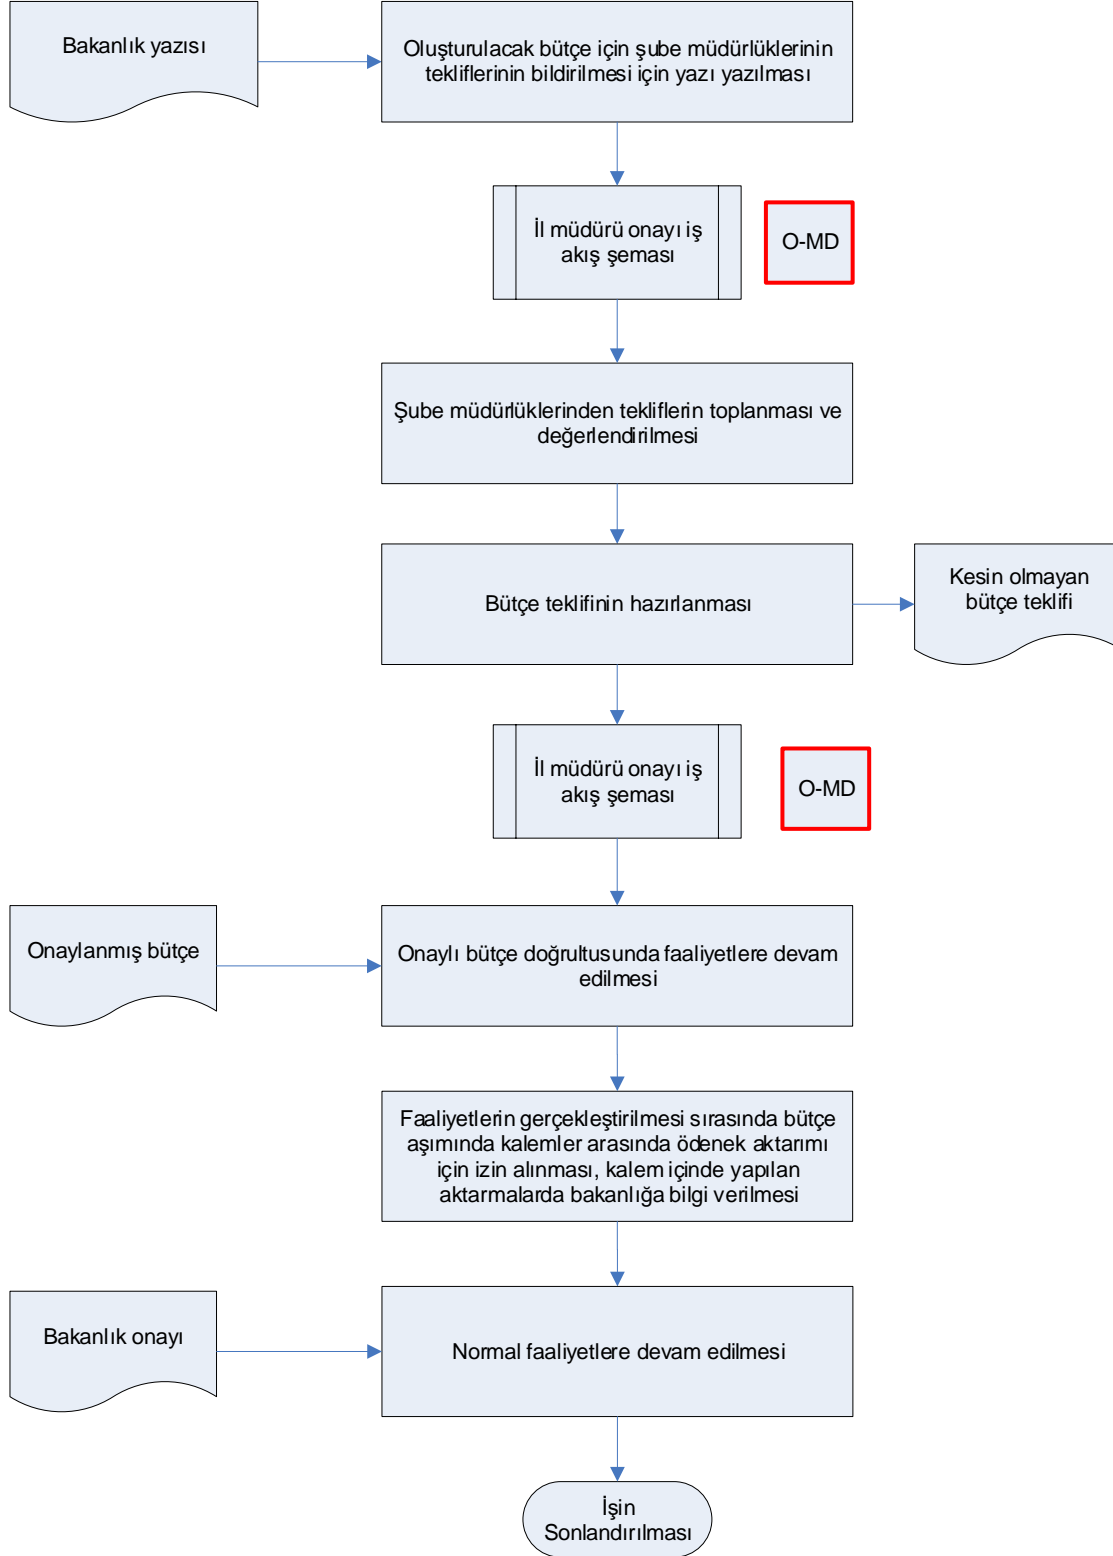 Bakanlık yazısı
Oluşturulacak bütçe için şube müdürlüklerinin
tekliflerinin bildirilmesi için yazı yazılması
İl müdürü onayı iş
akış şeması
O-MD
Şube müdürlüklerinden tekliflerin toplanması ve
değerlendirilmesi
Bütçe teklifinin hazırlanması
Kesin olmayan
bütçe teklifi
İl müdürü onayı iş
akış şeması
O-MD
Onaylanmış bütçe
Onaylı bütçe doğrultusunda faaliyetlere devam
edilmesi
Faaliyetlerin gerçekleştirilmesi sırasında bütçe
aşımında kalemler arasında ödenek aktarımı
için izin alınması, kalem içinde yapılan
aktarmalarda bakanlığa bilgi verilmesi
Bakanlık onayı
Normal faaliyetlere devam edilmesi
İşin
Sonlandırılması